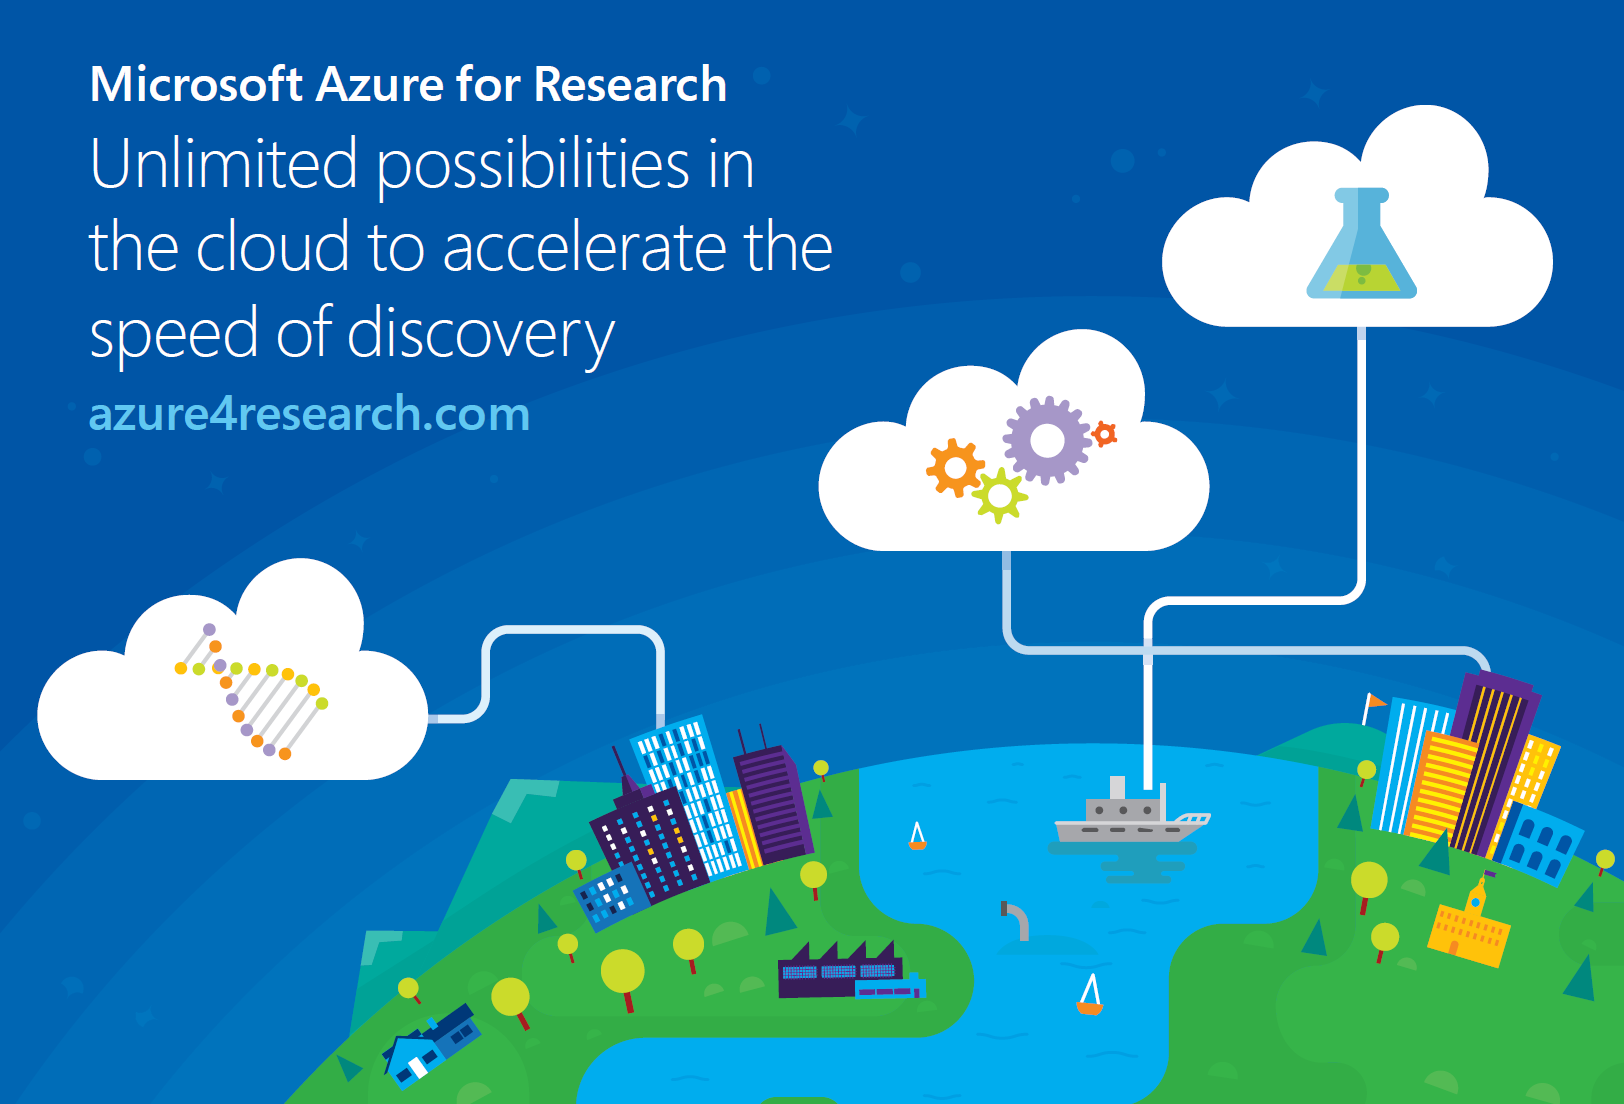 Microsoft Azure for Research
Unlimited possibilities in
the cloud to accelerate the
speed of discovery
azure4research.com